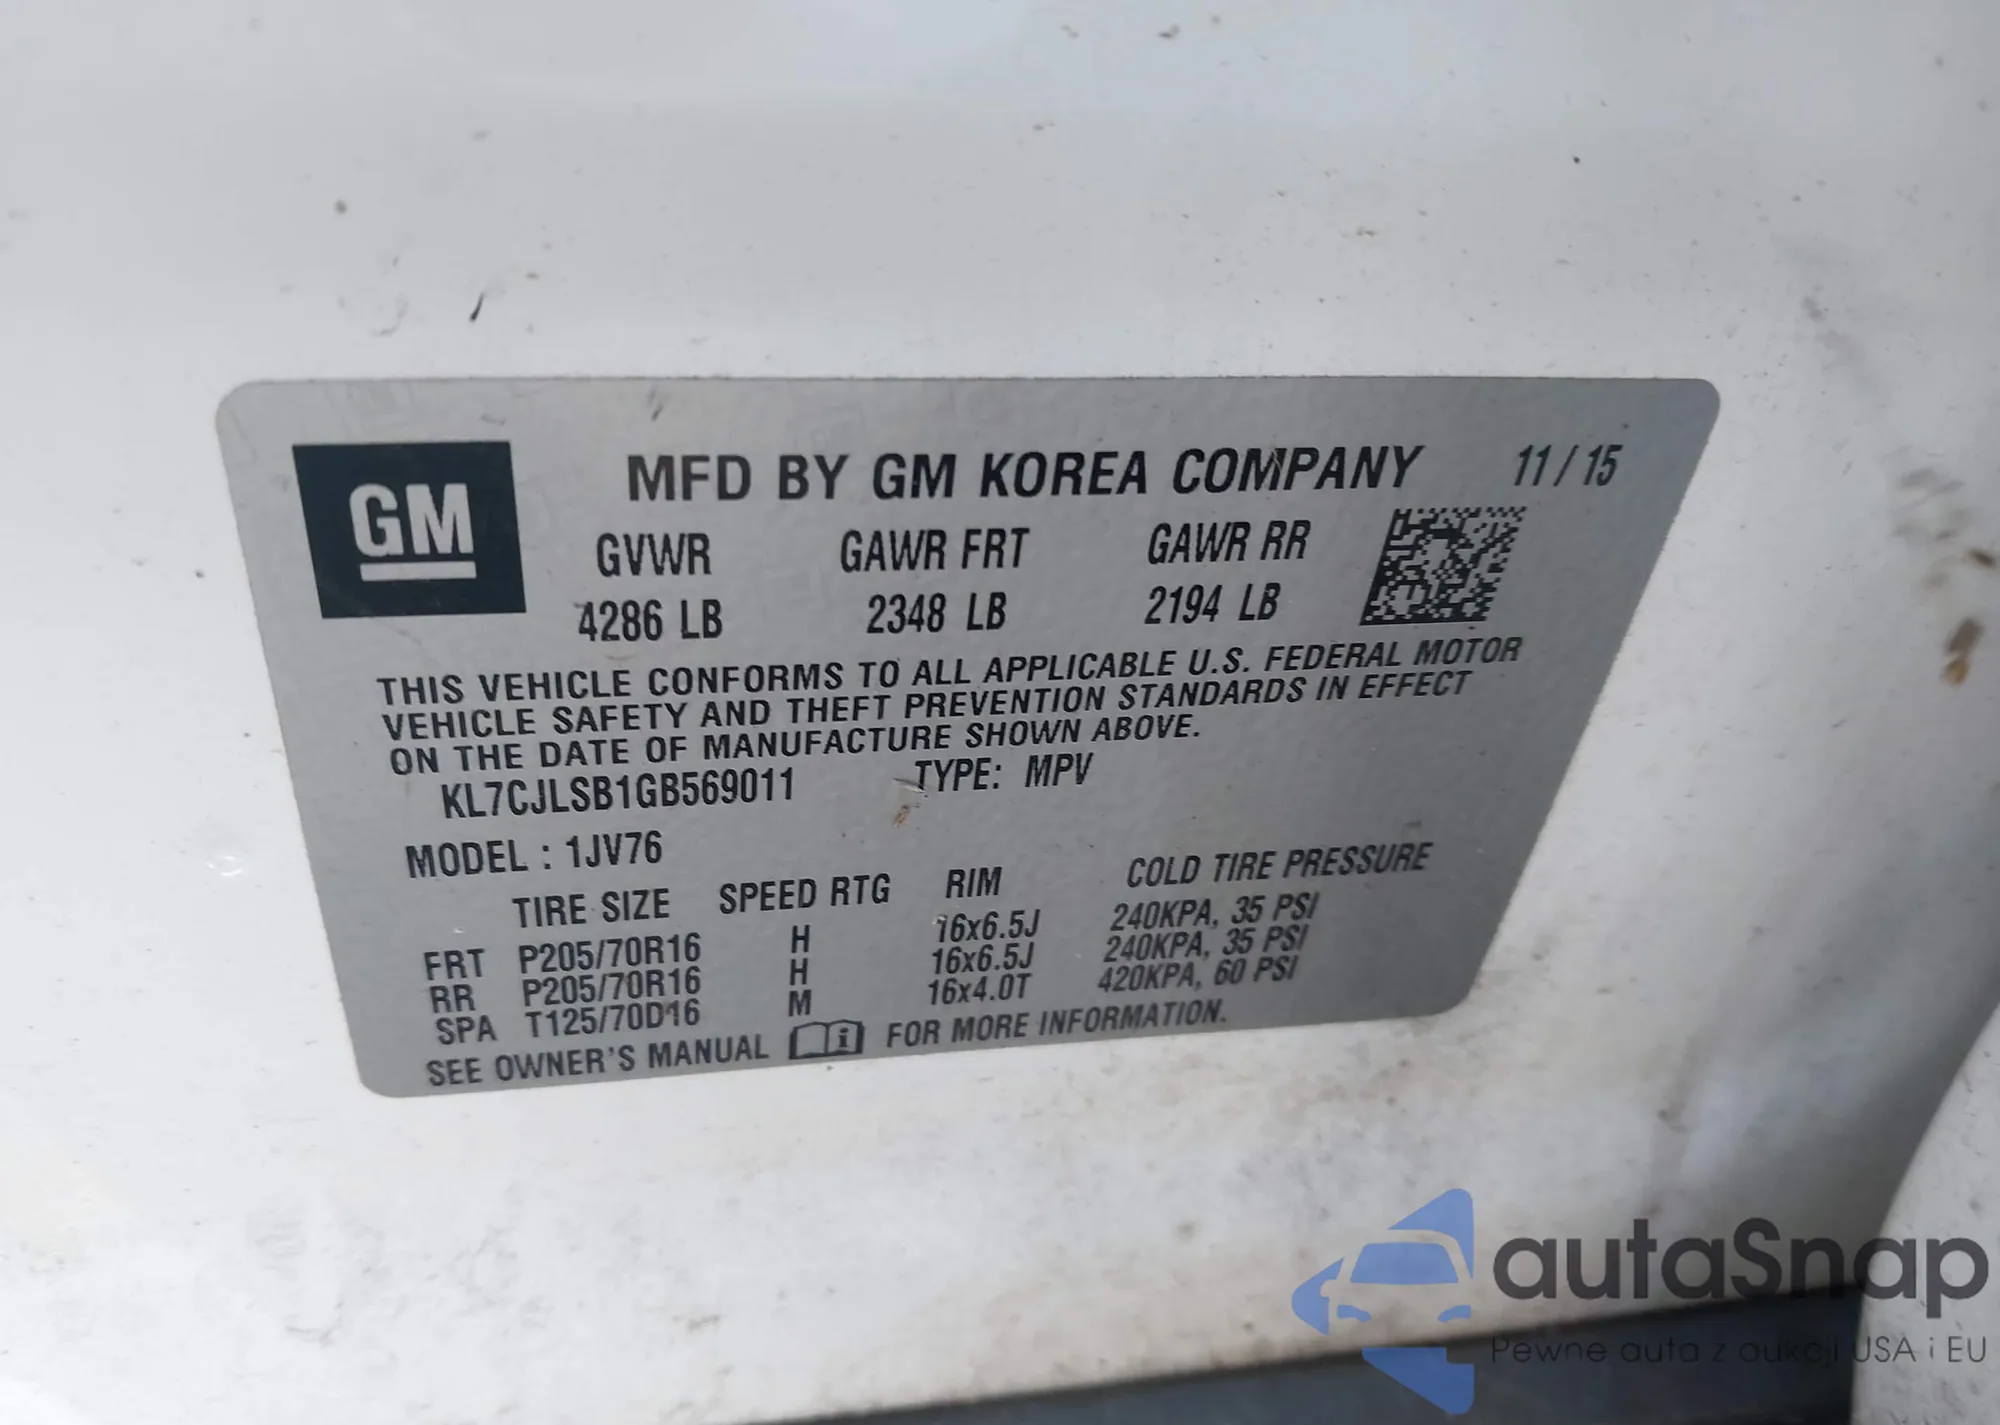 GM
MFD BY GM KOREA COMPANY 11 / 15
GVWR GAWR FRT GAWR RR
4286 LB 2348 LB 2194 LB
THIS VEHICLE CONFORMS TO ALL APPLICABLE U.S. FEDERAL MOTOR
VEHICLE SAFETY AND THEFT PREVENTION STANDARDS IN EFFECT
ON THE DATE OF MANUFACTURE SHOWN ABOVE.
KL7CJLSB1GB569011 TYPE: MPV
MODEL : 1JV76
TIRE SIZE SPEED RTG RIM COLD TIRE PRESSURE
FRT P205/70R16 H 16x6.5J 240KPA, 35 PSI
RR P205/70R16 H 16x6.5J 240KPA, 35 PSI
SPA T125/70D16 M 16x4.0T 420KPA, 60 PSI
SEE OWNER'S MANUAL i FOR MORE INFORMATION.
autaSnap
Pewne auta z aukcji USA i EU